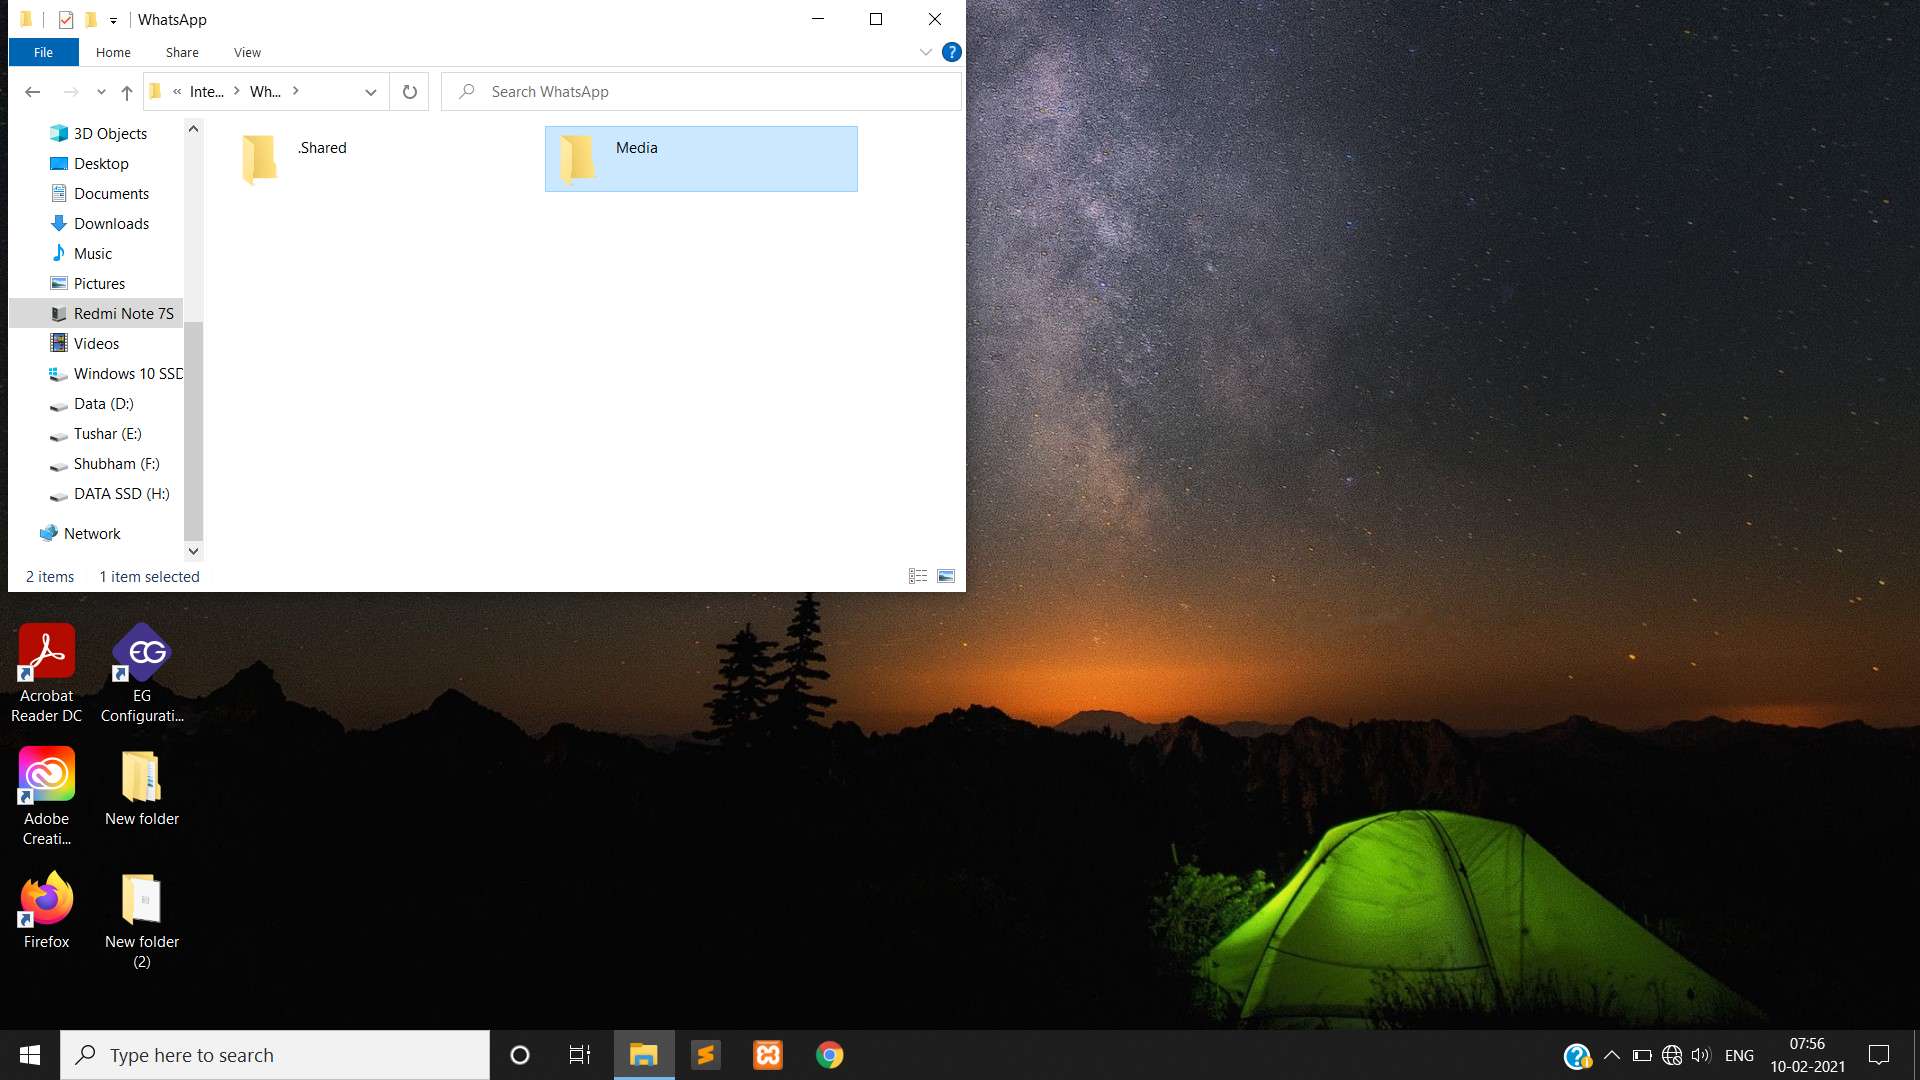 WhatsApp
File Home Share View
?
« Inte... Wh...
Search WhatsApp
3D Objects
Desktop
Documents
Downloads
Music
Pictures
Redmi Note 7S
Videos
Windows 10 SSD
Data (D:)
Tushar (E:)
Shubham (F:)
DATA SSD (H:)
Network
.Shared
Media
2 items 1 item selected
Acrobat
Reader DC
EG
EG
Configurati...
Adobe
Creati...
New folder
Firefox
New folder
(2)
Type here to search
? ENG
07:56
10-02-2021